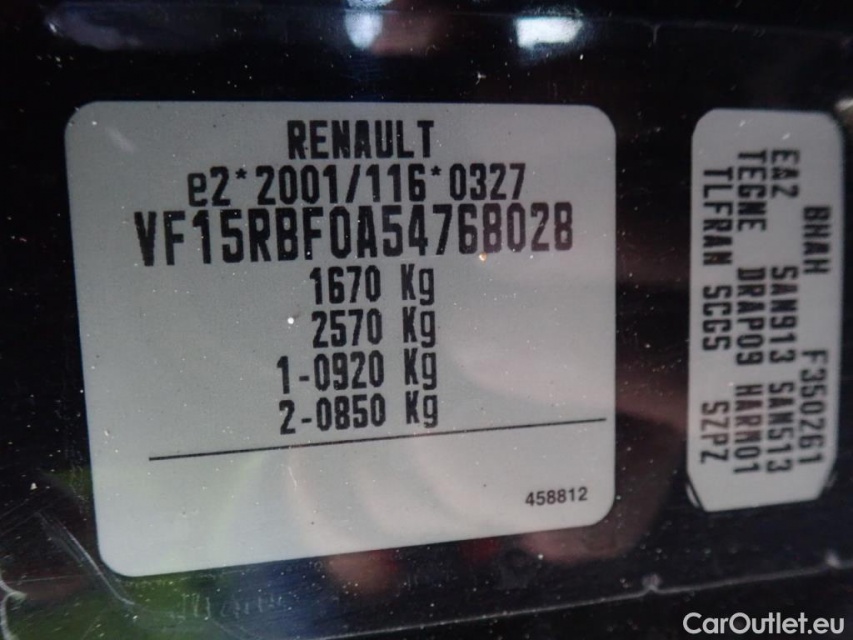 RENAULT
e2*2001/116*0327
VF15RBF0A54768028
1670 Kg
2570 Kg
1-0920 Kg
2-0850 Kg
458812
BHAH F350261
EA2 SAN913 SAN513
TEGNE DRAP09 HARM01
TLFRAN SCGS SZPZ
CarOutlet.eu